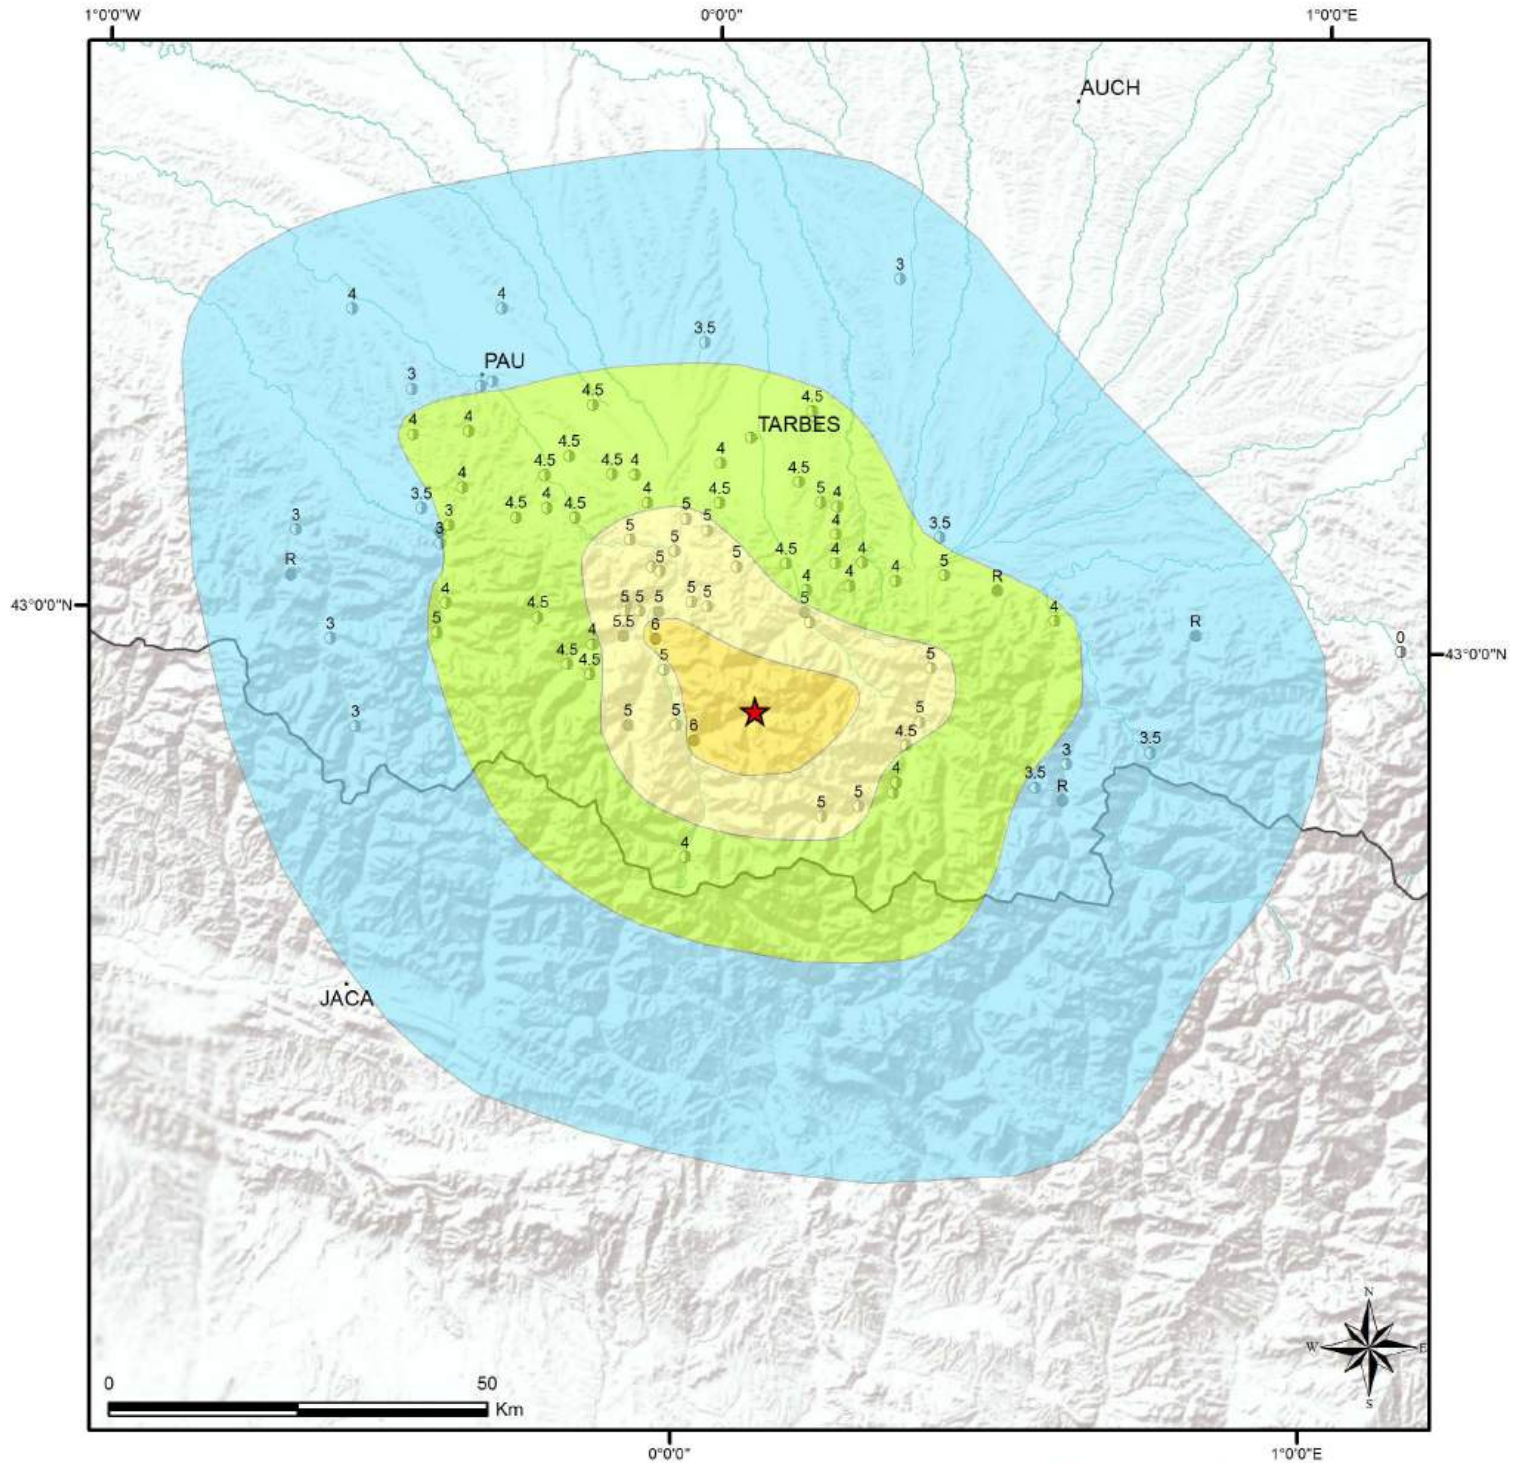 1°0'0"W 0°0'0" 1°0'0"E
AUCH
3
4 4
3.5
PAU
3
4.5 4.5
TARBES
4 4
4.5 4
4.5 4.5 4 4.5
4 5 4
3.5 4.5 4 4.5 4 4.5
3 3 3 5 5 4 3.5
5 5
R 5 5 4.5 4 4 4 5 R
4 4
43°0'0"N
4 4.5 5 5 5 5 5 5 4
3 5 4 5.5 6 R 0
4.5 4.5 5 5
43°0'0"N
3 5 5 6 5
4.5 3 3.5
4 3.5 R
5 5
4
JACA
N
W E
S
0 50
Km
0°0'0" 1°0'0"E